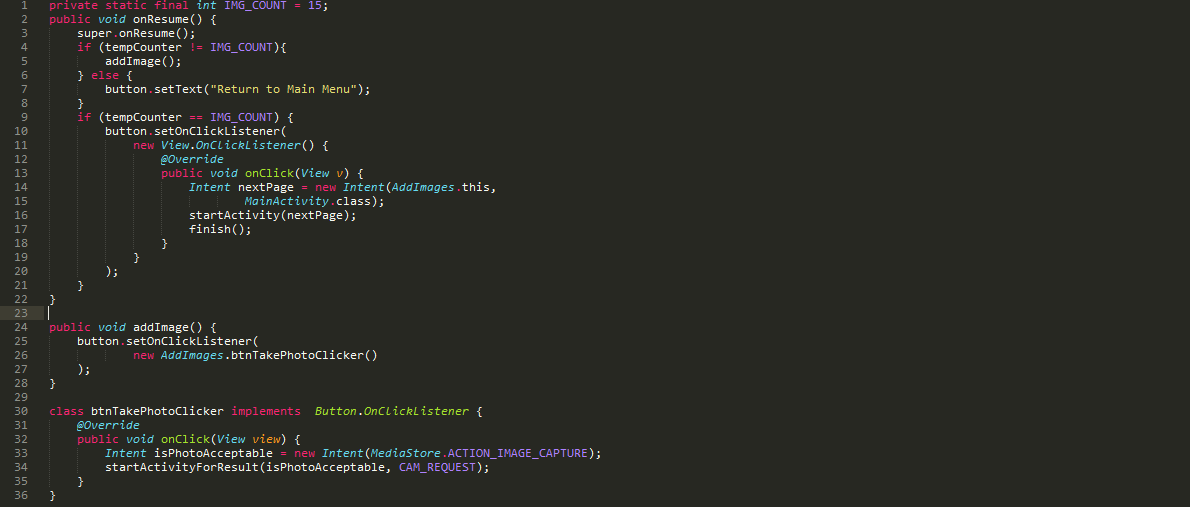 1 private static final int IMG_COUNT = 15;
2 public void onResume() {
3     super.onResume();
4     if (tempCounter != IMG_COUNT){
5         addImage();
6     } else {
7         button.setText("Return to Main Menu");
8     }
9     if (tempCounter == IMG_COUNT) {
10         button.setOnClickListener(
11             new View.OnClickListener() {
12                 @Override
13                 public void onClick(View v) {
14                     Intent nextPage = new Intent(AddImages.this,
15                             MainActivity.class);
16                     startActivity(nextPage);
17                     finish();
18                 }
19             }
20         );
21     }
22 }
23
24 public void addImage() {
25     button.setOnClickListener(
26             new AddImages.btnTakePhotoClicker()
27     );
28 }
29
30 class btnTakePhotoClicker implements  Button.OnClickListener {
31     @Override
32     public void onClick(View view) {
33         Intent isPhotoAcceptable = new Intent(MediaStore.ACTION_IMAGE_CAPTURE);
34         startActivityForResult(isPhotoAcceptable, CAM_REQUEST);
35     }
36 }